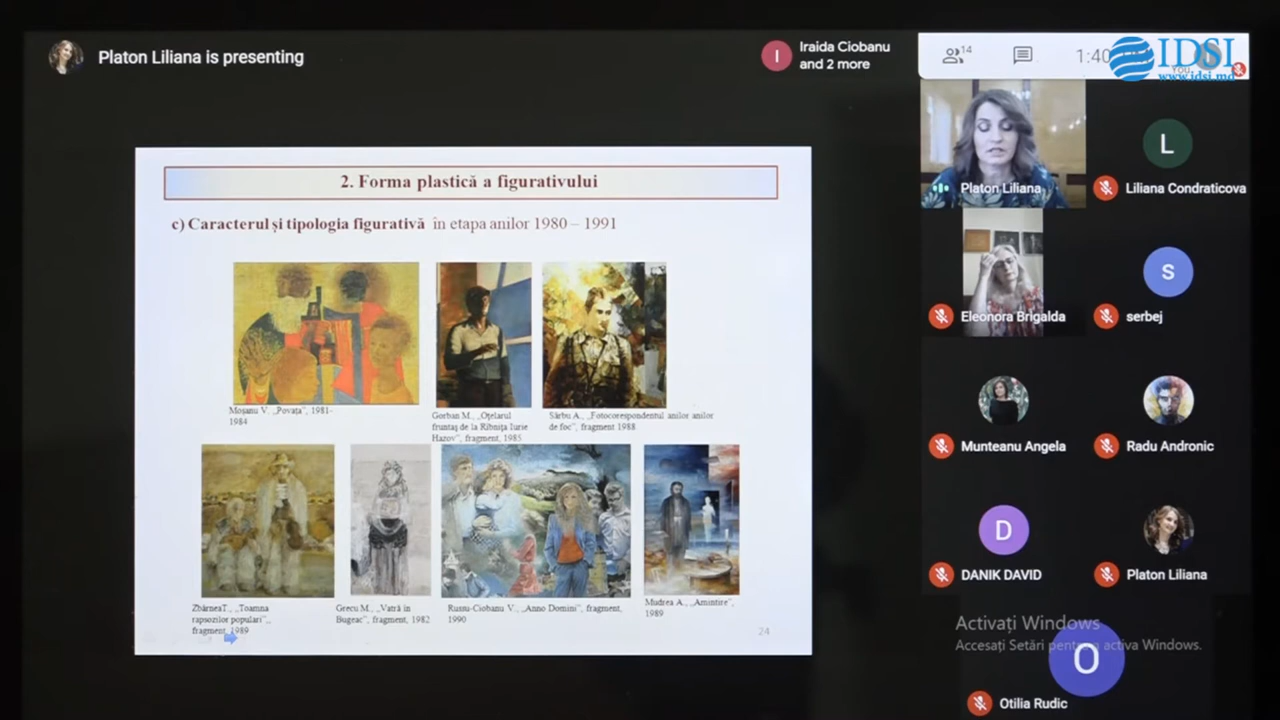 Platon Liliana is presenting
Iraida Ciobanu
and 2 more
14
1:40
You
IDSI
www.idsi.md
2. Forma plastică a figurativului
c) Caracterul și tipologia figurativă în etapa anilor 1980 – 1991
Moșanu V. „Povața”, 1981-
1984
Gorban M., „Oțelarul
fruntaș de la Rîbnița Iurie
Hazov”, fragment, 1985
Sârbu A., „Fotocorespondentul anilor anilor
de foc”, fragment 1988
ZbârneaT., „Toamna
rapsozilor populari”,,
fragment, 1989
Grecu M., „Vatră în
Bugeac”, fragment, 1982
Russu-Ciobanu V., „Anno Domini”, fragment,
1990
Mudrea A., „Amintire”,
1989
24
Platon Liliana
L
Liliana Condraticova
Eleonora Brigalda
S
serbej
Munteanu Angela
Radu Andronic
D
DANIK DAVID
Platon Liliana
Activați Windows
Accesați Setări pentru a activa Windows.
O
Otilia Rudic
I